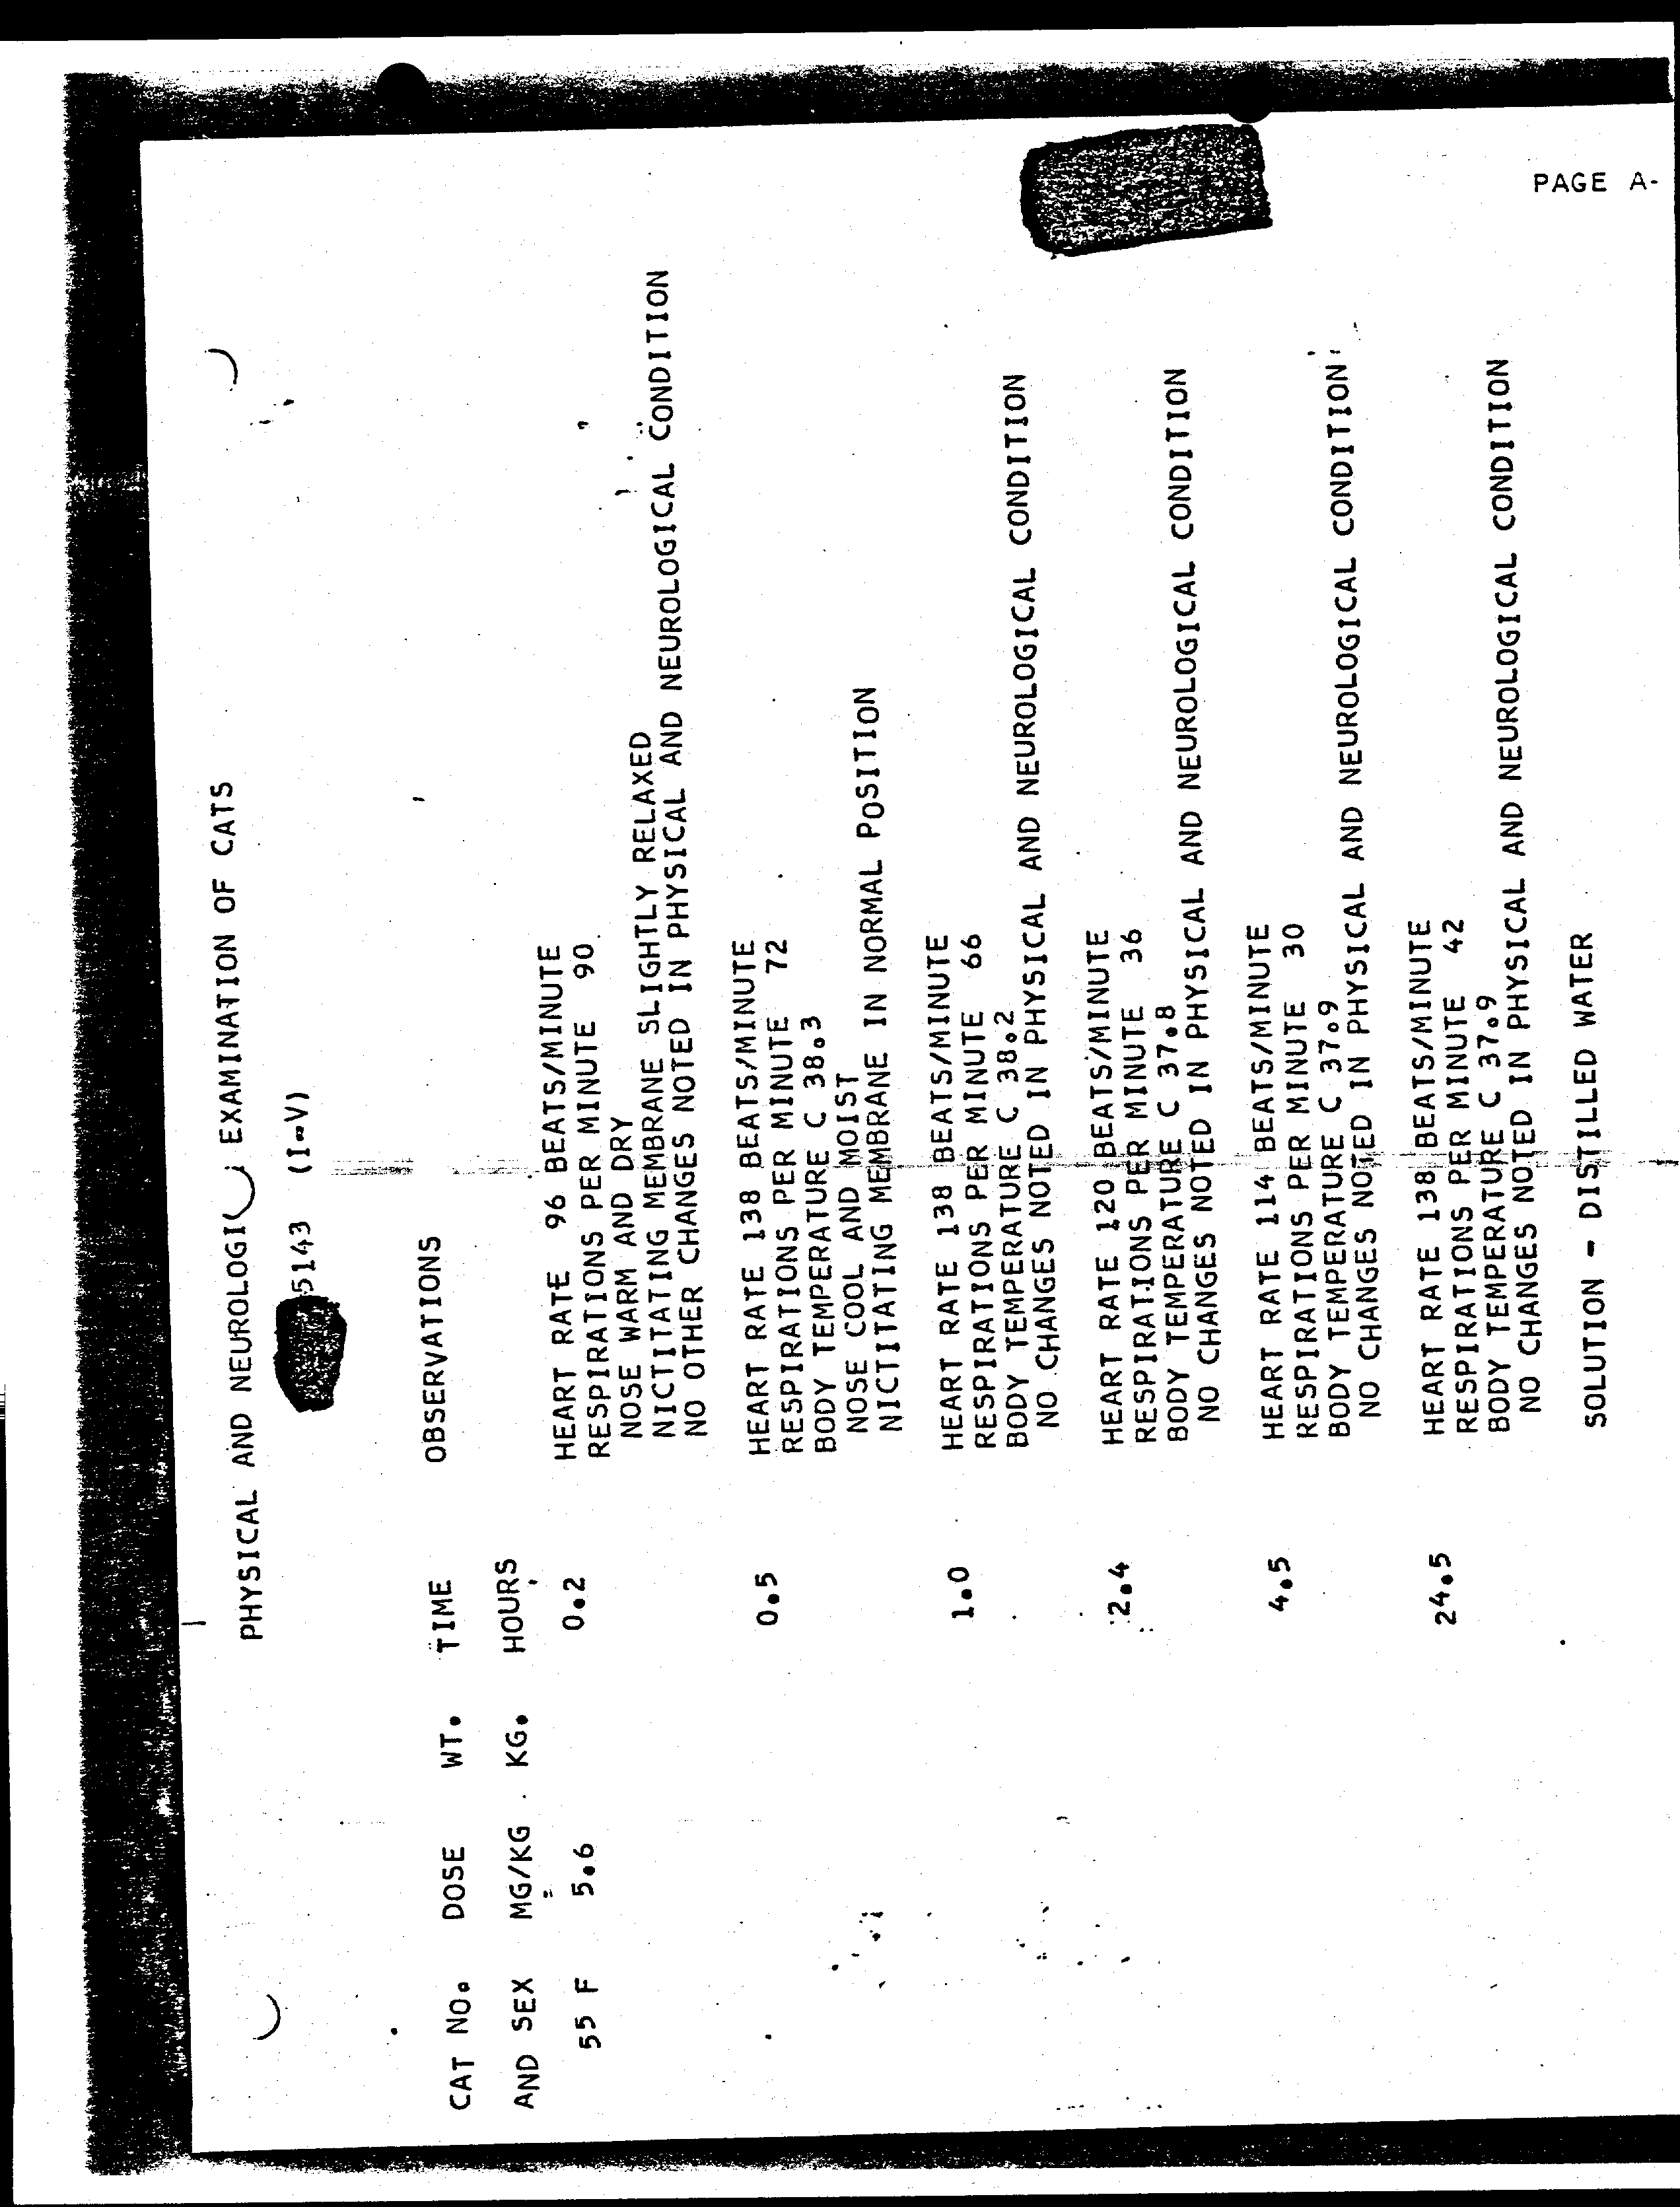 PHYSICAL AND NEUROLOGI ; EXAMINATION OF CATS
5143 (I-V)
CAT NO. DOSE WT. TIME OBSERVATIONS
AND SEX MG/KG KG. HOURS
55 F 5.6 0.2 HEART RATE 96 BEATS/MINUTE
RESPIRATIONS PER MINUTE 90
NOSE WARM AND DRY
NICTITATING MEMBRANE SLIGHTLY RELAXED
NO OTHER CHANGES NOTED IN PHYSICAL AND NEUROLOGICAL CONDITION
0.5 HEART RATE 138 BEATS/MINUTE
RESPIRATIONS PER MINUTE 72
BODY TEMPERATURE C 38.3
NOSE COOL AND MOIST
NICTITATING MEMBRANE IN NORMAL POSITION
1.0 HEART RATE 138 BEATS/MINUTE
RESPIRATIONS PER MINUTE 66
BODY TEMPERATURE C 38.2
NO CHANGES NOTED IN PHYSICAL AND NEUROLOGICAL CONDITION
2.4 HEART RATE 120 BEATS/MINUTE
RESPIRATIONS PER MINUTE 36
BODY TEMPERATURE C 37.8
NO CHANGES NOTED IN PHYSICAL AND NEUROLOGICAL CONDITION
4.5 HEART RATE 114 BEATS/MINUTE
RESPIRATIONS PER MINUTE 30
BODY TEMPERATURE C 37.9
NO CHANGES NOTED IN PHYSICAL AND NEUROLOGICAL CONDITION
24.5 HEART RATE 138 BEATS/MINUTE
RESPIRATIONS PER MINUTE 42
BODY TEMPERATURE C 37.9
NO CHANGES NOTED IN PHYSICAL AND NEUROLOGICAL CONDITION
SOLUTION - DISTILLED WATER
PAGE A-